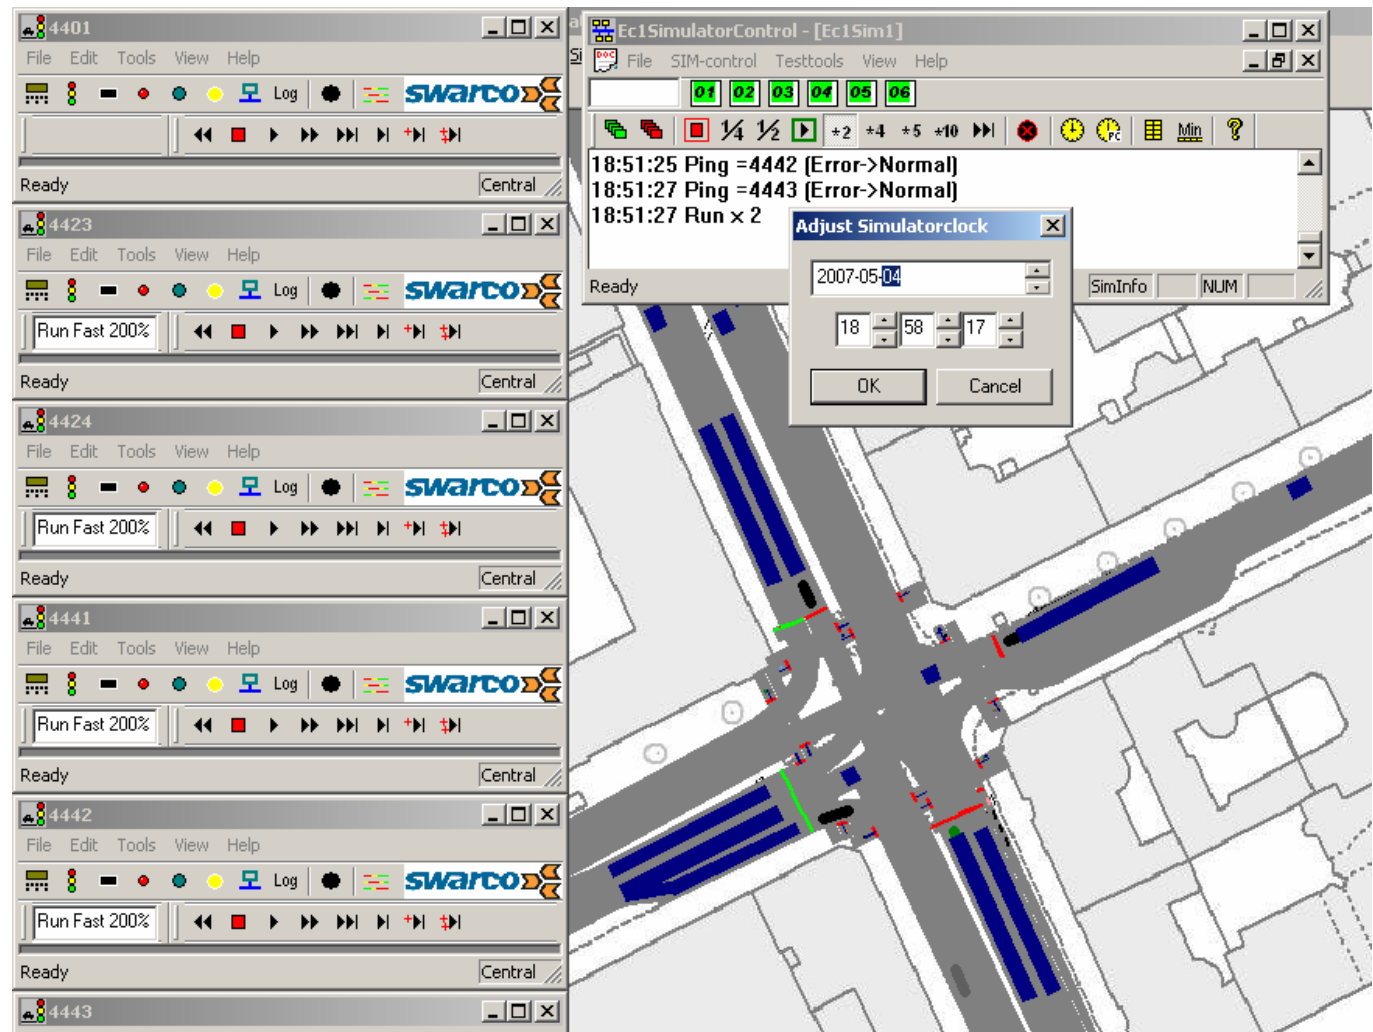 4401
File Edit Tools View Help
Log swarco
Ready Central
4423
File Edit Tools View Help
Log swarco
Run Fast 200%
Ready Central
4424
File Edit Tools View Help
Log swarco
Run Fast 200%
Ready Central
4441
File Edit Tools View Help
Log swarco
Run Fast 200%
Ready Central
4442
File Edit Tools View Help
Log swarco
Run Fast 200%
Ready Central
4443
Ec1SimulatorControl - [Ec1Sim1]
DOC File SIM-control Testtools View Help
01 02 03 04 05 06
1/4 1/2 *2 *4 *5 *10 PC Min ?
18:51:25 Ping =4442 (Error->Normal)
18:51:27 Ping =4443 (Error->Normal)
18:51:27 Run x 2
Ready SimInfo NUM
Adjust Simulatorclock
2007-05-04
18 58 17
OK Cancel